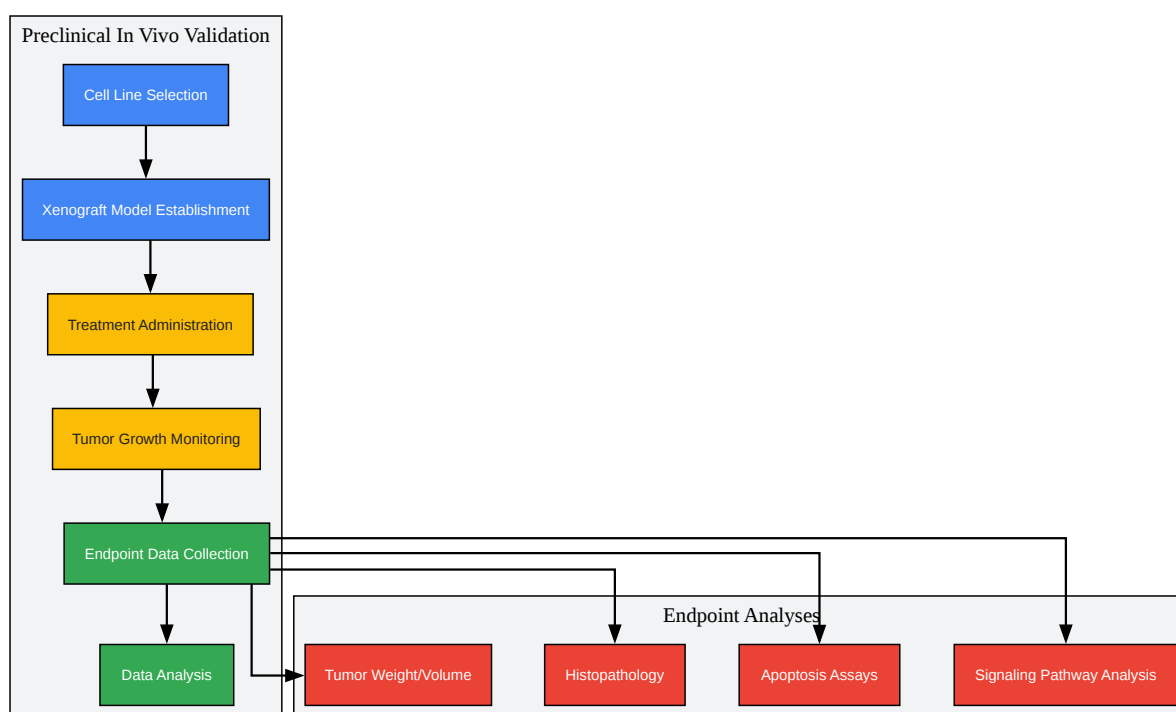 Preclinical In Vivo Validation
Cell Line Selection
Xenograft Model Establishment
Treatment Administration
Tumor Growth Monitoring
Endpoint Data Collection
Data Analysis
Endpoint Analyses
Tumor Weight/Volume
Histopathology
Apoptosis Assays
Signaling Pathway Analysis